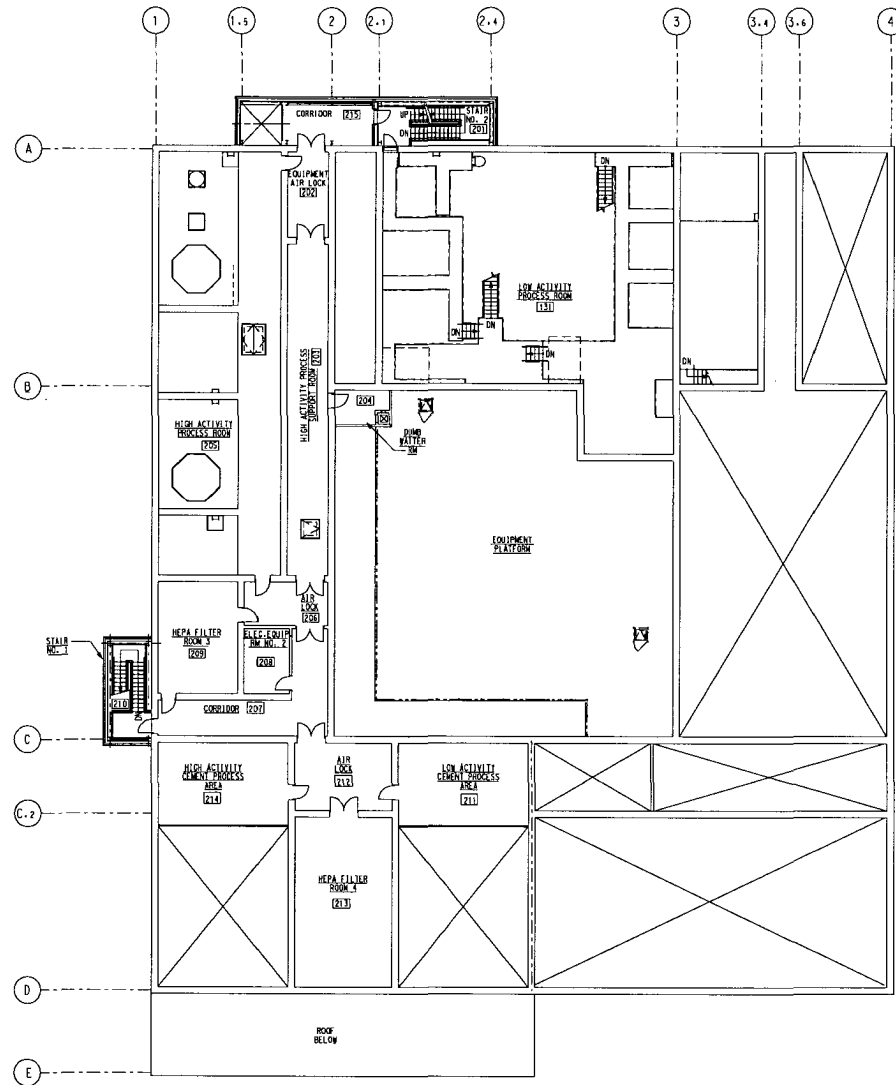 1 1.5 2 2.1 2.4 3 3.4 3.6 4
A
B
C
C.2
D
E
CORRIDOR 215
UP
DN
STAIR
NO. 2
201
EQUIPMENT
AIR LOCK
202
DN
LOW ACTIVITY
PROCESS ROOM
131
DN
DN
DN
DN
HIGH ACTIVITY PROCESS
SUPPORT ROOM 203
204
DUMB
WAITER
RM
HIGH ACTIVITY
PROCESS ROOM
205
EQUIPMENT
PLATFORM
AIR
LOCK
206
HEPA FILTER
ROOM 3
209
ELEC. EQUIP.
RM NO. 2
208
STAIR
NO. 1
210
DN
CORRIDOR 207
HIGH ACTIVITY
CEMENT PROCESS
AREA
214
AIR
LOCK
212
LOW ACTIVITY
CEMENT PROCESS
AREA
211
HEPA FILTER
ROOM 4
213
ROOF
BELOW